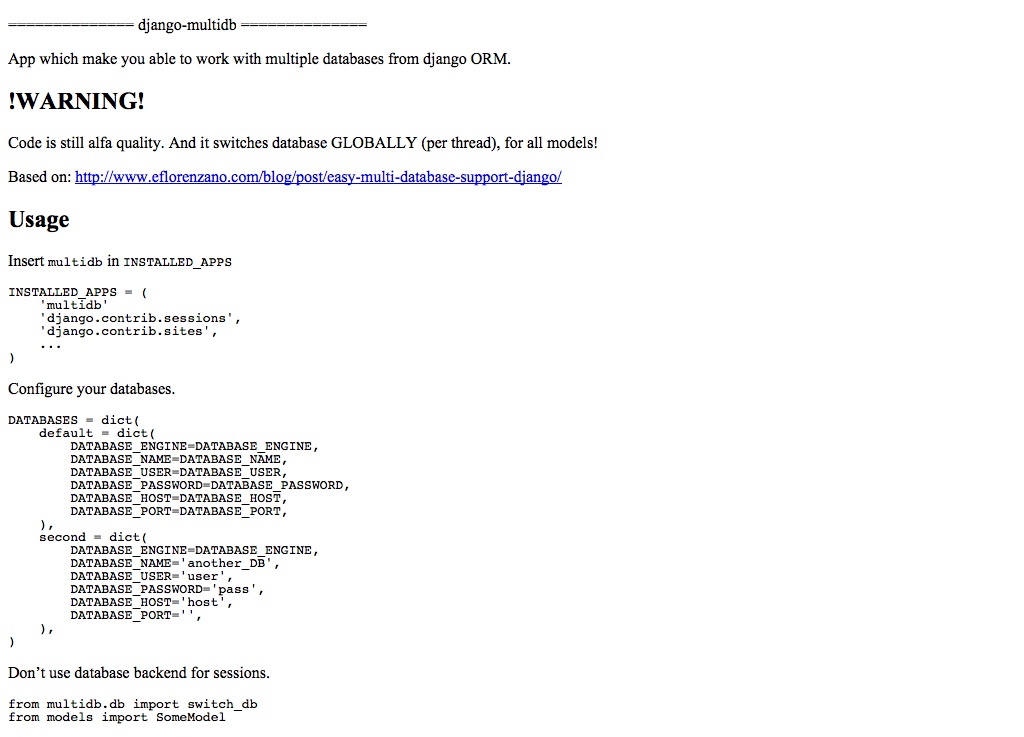 ============== django-multidb ==============
App which make you able to work with multiple databases from django ORM.
!WARNING!
Code is still alfa quality. And it switches database GLOBALLY (per thread), for all models!
Based on: http://www.eflorenzano.com/blog/post/easy-multi-database-support-django/
Usage
Insert multidb in INSTALLED_APPS
INSTALLED_APPS = (
    'multidb'
    'django.contrib.sessions',
    'django.contrib.sites',
    ...
)
Configure your databases.
DATABASES = dict(
    default = dict(
        DATABASE_ENGINE=DATABASE_ENGINE,
        DATABASE_NAME=DATABASE_NAME,
        DATABASE_USER=DATABASE_USER,
        DATABASE_PASSWORD=DATABASE_PASSWORD,
        DATABASE_HOST=DATABASE_HOST,
        DATABASE_PORT=DATABASE_PORT,
    ),
    second = dict(
        DATABASE_ENGINE=DATABASE_ENGINE,
        DATABASE_NAME='another_DB',
        DATABASE_USER='user',
        DATABASE_PASSWORD='pass',
        DATABASE_HOST='host',
        DATABASE_PORT='',
    ),
)
Don’t use database backend for sessions.
from multidb.db import switch_db
from models import SomeModel